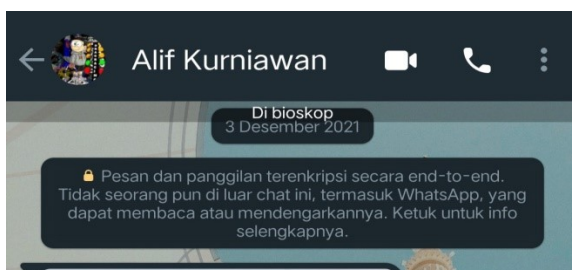 Alif Kurniawan
Di bioskop
3 Desember 2021
Pesan dan panggilan terenkripsi secara end-to-end.
Tidak seorang pun di luar chat ini, termasuk WhatsApp, yang
dapat membaca atau mendengarkannya. Ketuk untuk info
selengkapnya.